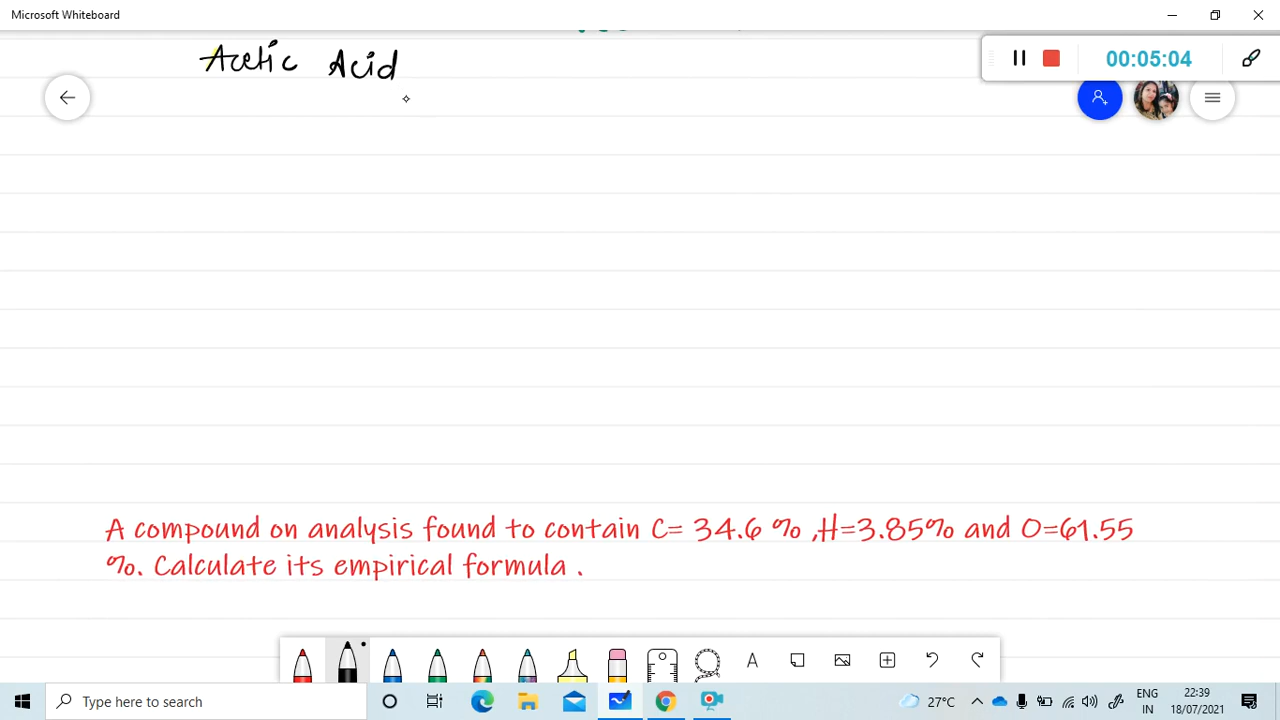 Microsoft Whiteboard
Acetic Acid
00:05:04
A compound on analysis found to contain C= 34.6 % ,H=3.85% and O=61.55
%. Calculate its empirical formula .
A
Type here to search
27°C
ENG
IN
22:39
18/07/2021